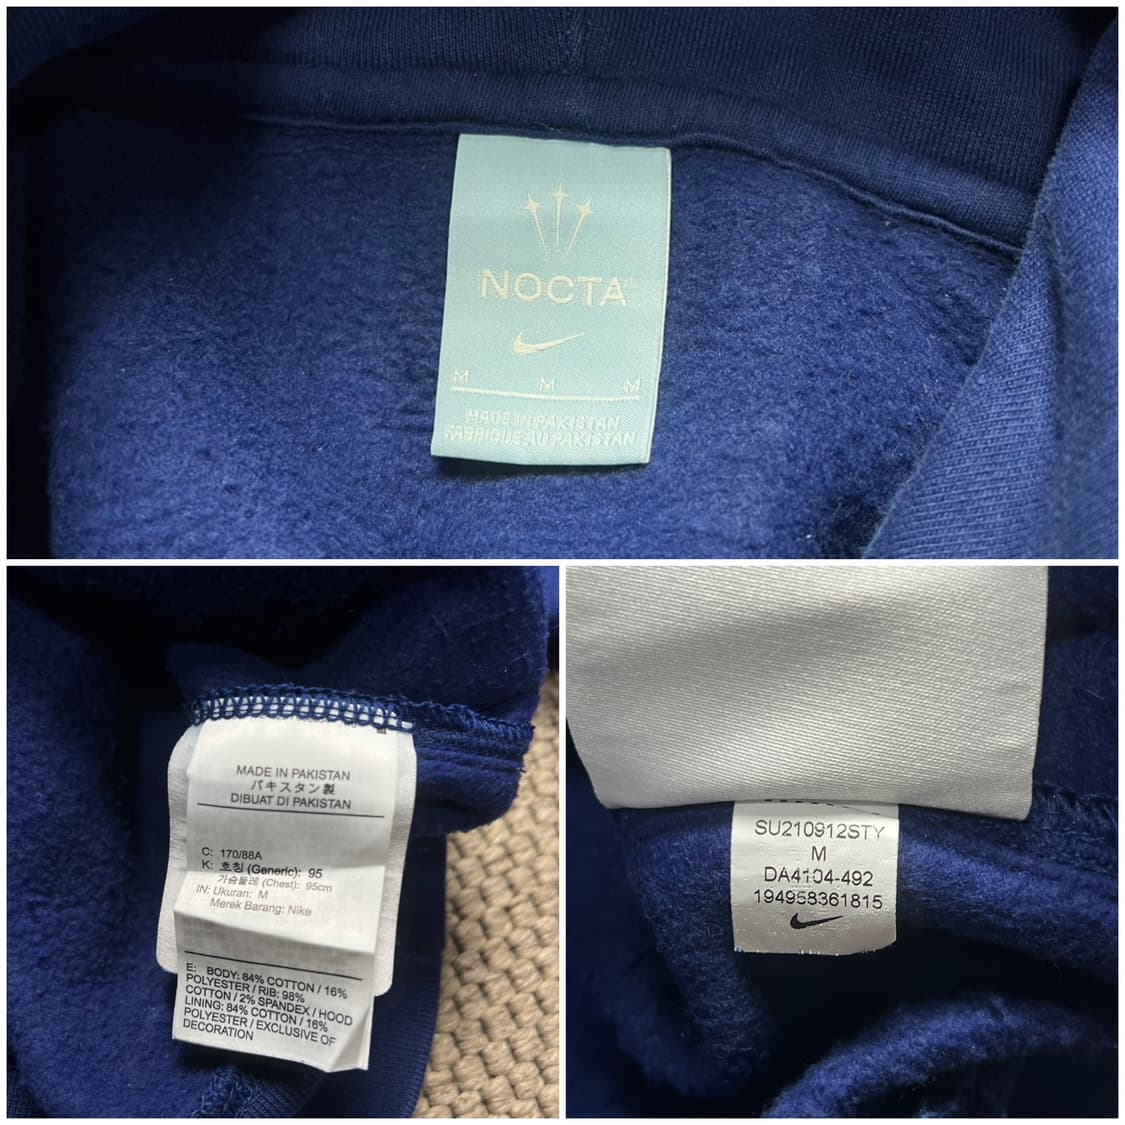 NOCTA
M M M
MADE IN PAKISTAN
FABRIQUE AU PAKISTAN
MADE IN PAKISTAN
パキスタン製
DIBUAT DI PAKISTAN
C: 170/88A
K: 호칭 (Generic): 95
가슴둘레 (Chest): 95cm
IN: Ukuran: M
Merek Barang: Nike
E: BODY: 84% COTTON / 16%
POLYESTER / RIB: 98%
COTTON / 2% SPANDEX / HOOD
LINING: 84% COTTON / 16%
POLYESTER / EXCLUSIVE OF
DECORATION
SU210912STY
M
DA4104-492
194958361815